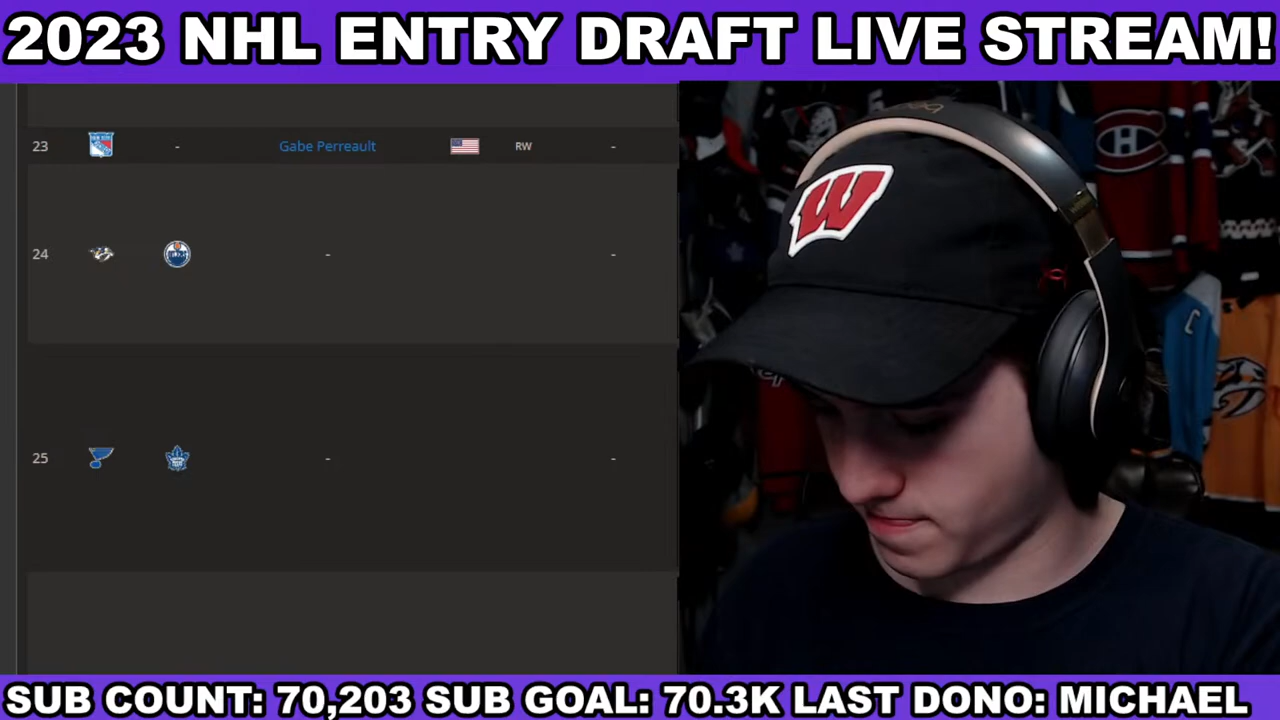 2023 NHL ENTRY DRAFT LIVE STREAM!
23 - Gabe Perreault RW -
W
24 - -
C
25 - -
SUB COUNT: 70,203 SUB GOAL: 70.3K LAST DONO: MICHAEL